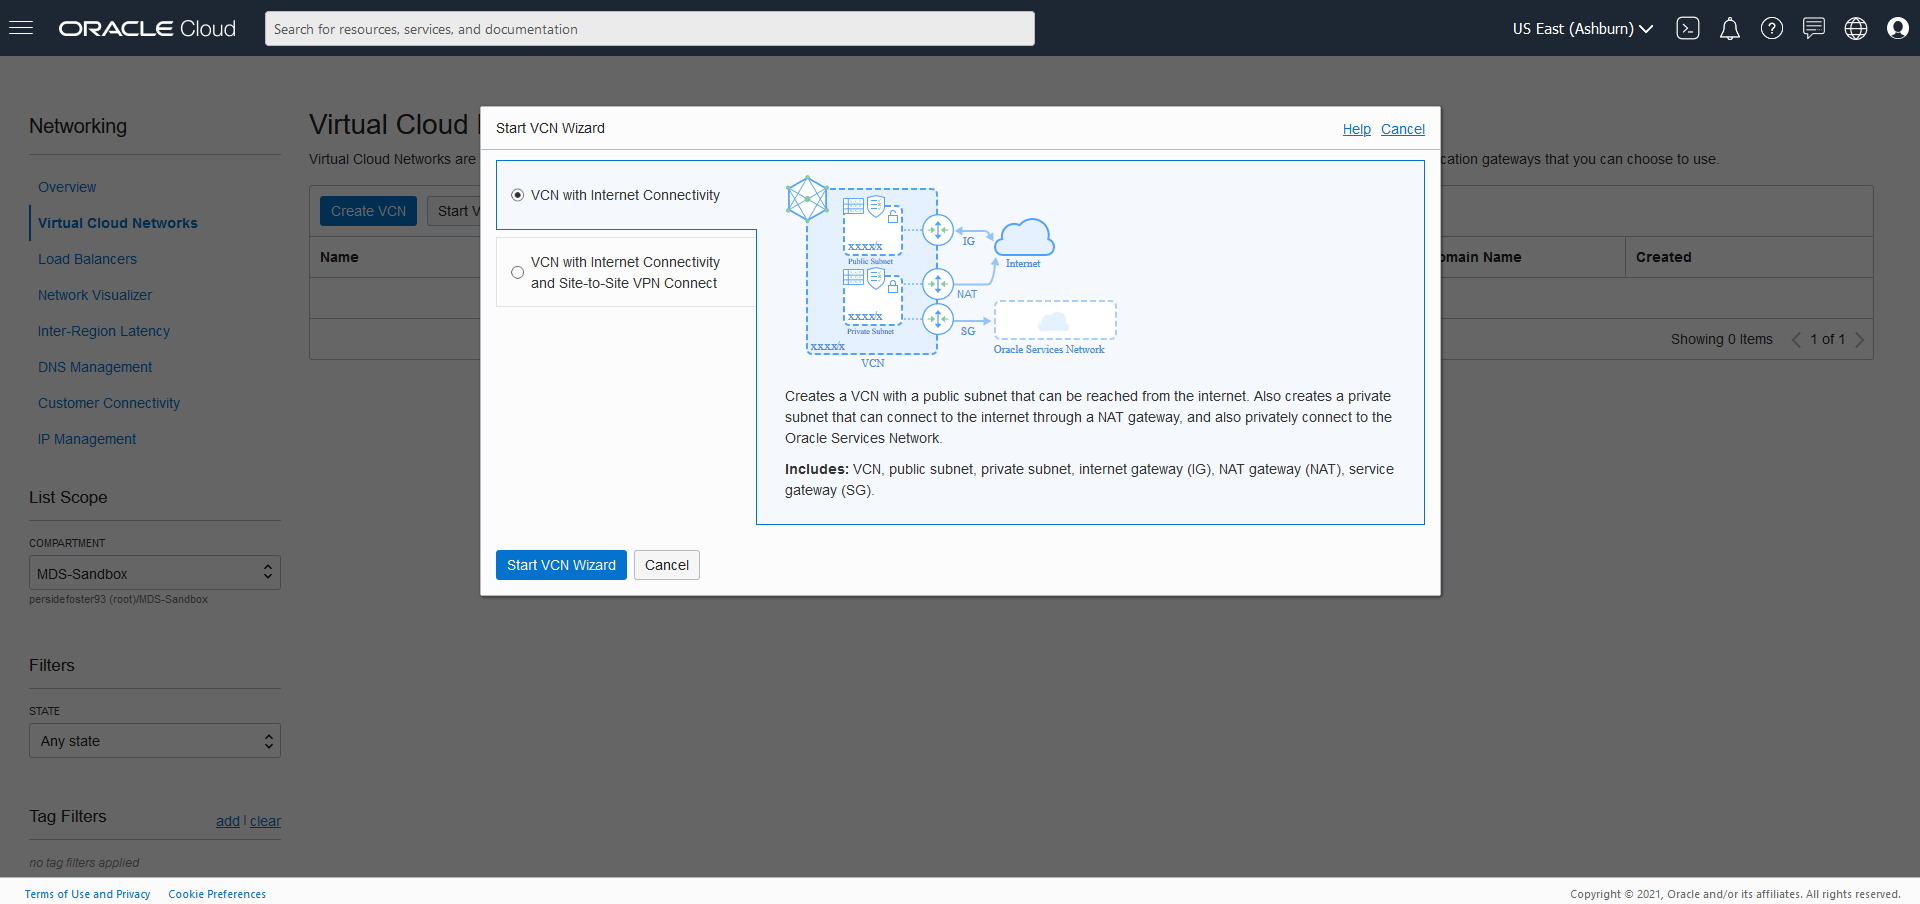 ORACLE Cloud
Search for resources, services, and documentation
US East (Ashburn)
Networking
Overview
Virtual Cloud Networks
Load Balancers
Network Visualizer
Inter-Region Latency
DNS Management
Customer Connectivity
IP Management
List Scope
COMPARTMENT
MDS-Sandbox
persidefoster93 (root)/MDS-Sandbox
Filters
STATE
Any state
Tag Filters
add | clear
no tag filters applied
Virtual Cloud
Virtual Cloud Networks are
cation gateways that you can choose to use.
Create VCN
Start V
Name
omain Name
Created
Showing 0 Items
1 of 1
Start VCN Wizard
Help Cancel
VCN with Internet Connectivity
VCN with Internet Connectivity
and Site-to-Site VPN Connect
xxxx/x
Public Subnet
xxxx/x
Private Subnet
xxxx/x
VCN
IG
NAT
SG
Internet
Oracle Services Network
Creates a VCN with a public subnet that can be reached from the internet. Also creates a private
subnet that can connect to the internet through a NAT gateway, and also privately connect to the
Oracle Services Network.
Includes: VCN, public subnet, private subnet, internet gateway (IG), NAT gateway (NAT), service
gateway (SG).
Start VCN Wizard
Cancel
Terms of Use and Privacy
Cookie Preferences
Copyright © 2021, Oracle and/or its affiliates. All rights reserved.